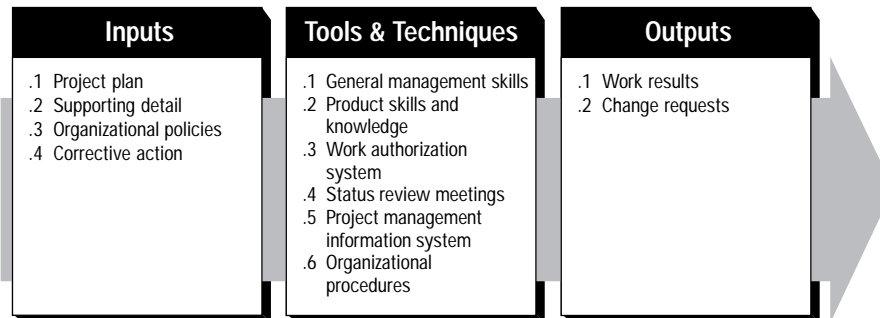 Inputs
.1 Project plan
.2 Supporting detail
.3 Organizational policies
.4 Corrective action
Tools & Techniques
.1 General management skills
.2 Product skills and
knowledge
.3 Work authorization
system
.4 Status review meetings
.5 Project management
information system
.6 Organizational
procedures
Outputs
.1 Work results
.2 Change requests